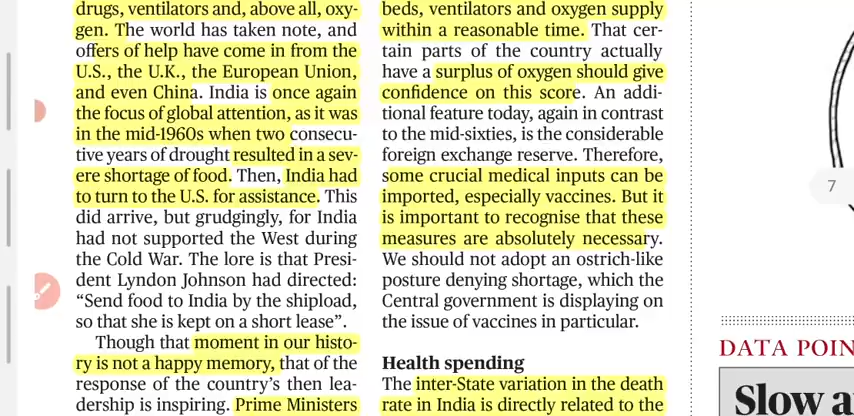 drugs, ventilators and, above all, oxy-
gen. The world has taken note, and
offers of help have come in from the
U.S., the U.K., the European Union,
and even China. India is once again
the focus of global attention, as it was
in the mid-1960s when two consecu-
tive years of drought resulted in a sev-
ere shortage of food. Then, India had
to turn to the U.S. for assistance. This
did arrive, but grudgingly, for India
had not supported the West during
the Cold War. The lore is that Presi-
dent Lyndon Johnson had directed:
“Send food to India by the shipload,
so that she is kept on a short lease”.
Though that moment in our histo-
ry is not a happy memory, that of the
response of the country’s then lea-
dership is inspiring. Prime Ministers
beds, ventilators and oxygen supply
within a reasonable time. That cer-
tain parts of the country actually
have a surplus of oxygen should give
confidence on this score. An addi-
tional feature today, again in contrast
to the mid-sixties, is the considerable
foreign exchange reserve. Therefore,
some crucial medical inputs can be
imported, especially vaccines. But it
is important to recognise that these
measures are absolutely necessary.
We should not adopt an ostrich-like
posture denying shortage, which the
Central government is displaying on
the issue of vaccines in particular.
Health spending
The inter-State variation in the death
rate in India is directly related to the
7
DATA POIN
Slow a